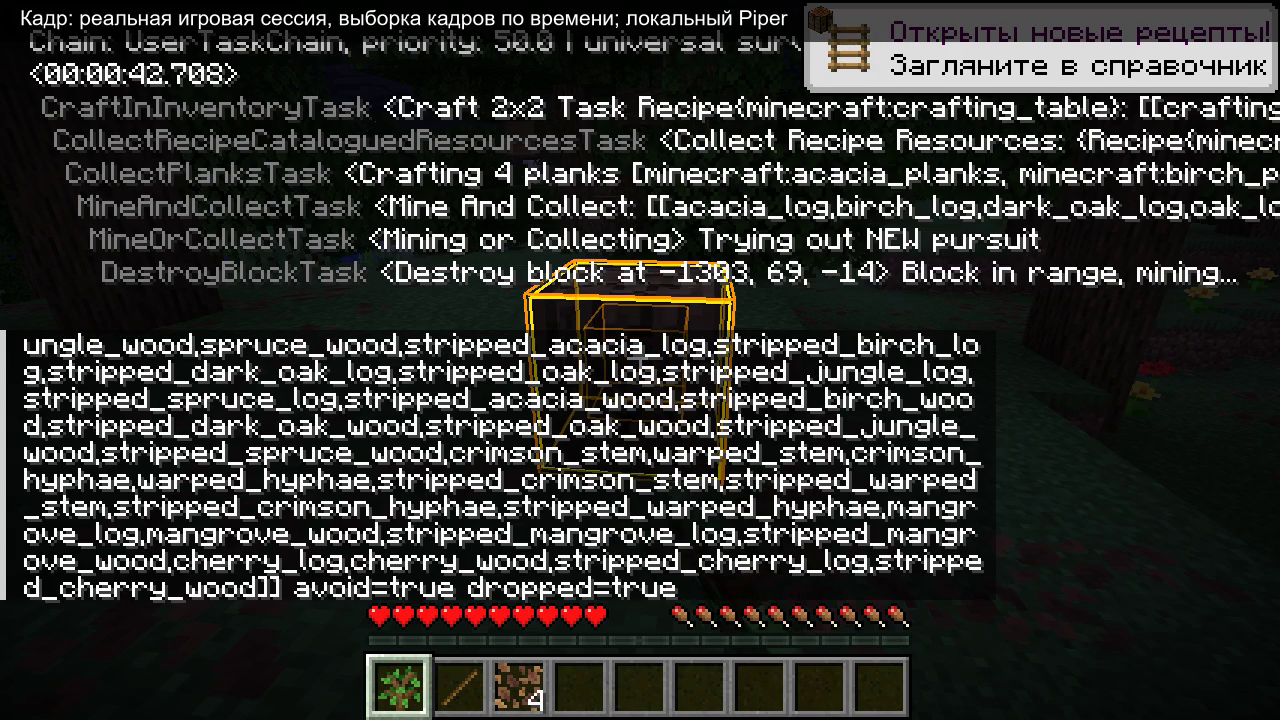 Кадр: реальная игровая сессия, выборка кадров по времени; локальный Piper
Chain: UserTaskChain, priority: 50.0 | universal surv
Открыты новые рецепты!
Загляните в справочник
<00:00:42.708>
CraftInInventoryTask <Craft 2x2 Task Recipe{minecraft:crafting_table}: [[crafting
CollectRecipeCataloguedResourcesTask <Collect Recipe Resources: {Recipe{minecr
CollectPlanksTask <Crafting 4 planks [minecraft:acacia_planks, minecraft:birch_p
MineAndCollectTask <Mine And Collect: [[acacia_log,birch_log,dark_oak_log,oak_lo
MineOrCollectTask <Mining or Collecting> Trying out NEW pursuit
DestroyBlockTask <Destroy block at -1303, 69, -14> Block in range, mining...
ungle_wood,spruce_wood,stripped_acacia_log,stripped_birch_lo
g,stripped_dark_oak_log,stripped_oak_log,stripped_jungle_log,
stripped_spruce_log,stripped_acacia_wood,stripped_birch_woo
d,stripped_dark_oak_wood,stripped_oak_wood,stripped_jungle_
wood,stripped_spruce_wood,crimson_stem,warped_stem,crimson_
hyphae,warped_hyphae,stripped_crimson_stem,stripped_warped
_stem,stripped_crimson_hyphae,stripped_warped_hyphae,mangr
ove_log,mangrove_wood,stripped_mangrove_log,stripped_mangr
ove_wood,cherry_log,cherry_wood,stripped_cherry_log,strippe
d_cherry_wood]] avoid=true dropped=true
4